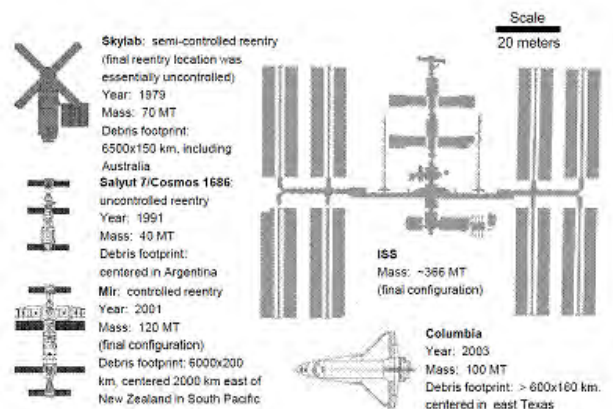 Skylab: semi-controlled reentry
(final reentry location was
essentially uncontrolled)
Year: 1979
Mass: 70 MT
Debris footprint:
6500x150 km, including
Australia
Salyut 7/Cosmos 1686:
uncontrolled reentry
Year: 1991
Mass: 40 MT
Debris footprint:
centered in Argentina
Mir: controlled reentry
Year: 2001
Mass: 120 MT
(final configuration)
Debris footprint: 6000x200
km, centered 2000 km east of
New Zealand in South Pacific
Scale
20 meters
ISS
Mass: ~366 MT
(final configuration)
Columbia
Year: 2003
Mass: 100 MT
Debris footprint: > 600x160 km.
centered in east Texas